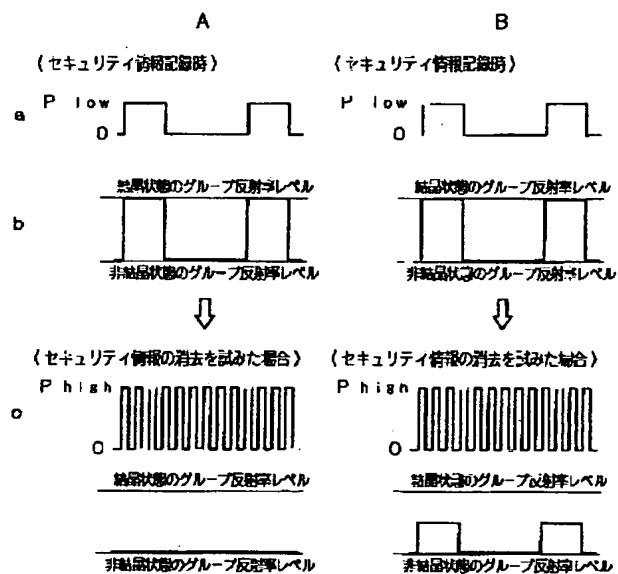 A B
(セキュリティ情報記録時) (セキュリティ情報記録時)
a P low P low
0 0
結晶状態のグループ反射率レベル 結晶状態のグループ反射率レベル
b
非結晶状態のグループ反射率レベル 非結晶状態のグループ反射率レベル
(セキュリティ情報の消去を試みた場合) (セキュリティ情報の消去を試みた場合)
P high P high
c
0 0
結晶状態のグループ反射率レベル 結晶状態のグループ反射率レベル
非結晶状態のグループ反射率レベル 非結晶状態のグループ反射率レベル